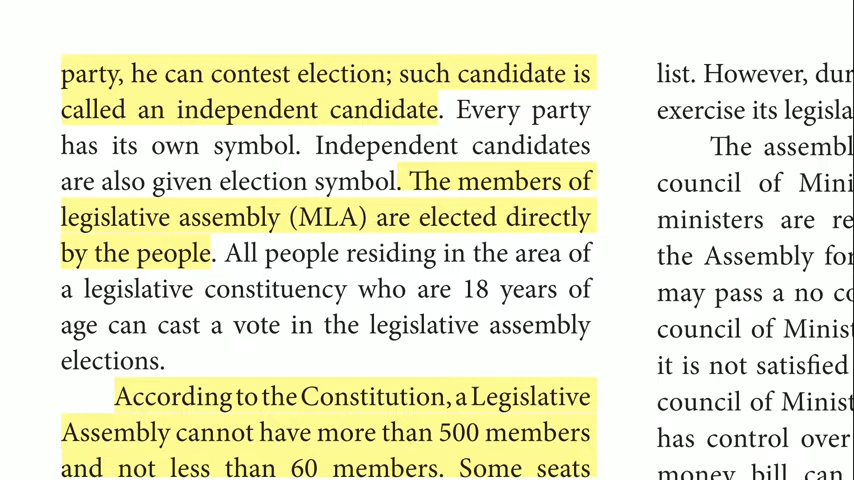 party, he can contest election; such candidate is
called an independent candidate. Every party
has its own symbol. Independent candidates
are also given election symbol. The members of
legislative assembly (MLA) are elected directly
by the people. All people residing in the area of
a legislative constituency who are 18 years of
age can cast a vote in the legislative assembly
elections.
According to the Constitution, a Legislative
Assembly cannot have more than 500 members
and not less than 60 members. Some seats
list. However, dur
exercise its legisla
The assembl
council of Mini
ministers are re
the Assembly for
may pass a no co
council of Minist
it is not satisfied
council of Minist
has control over
money bill can